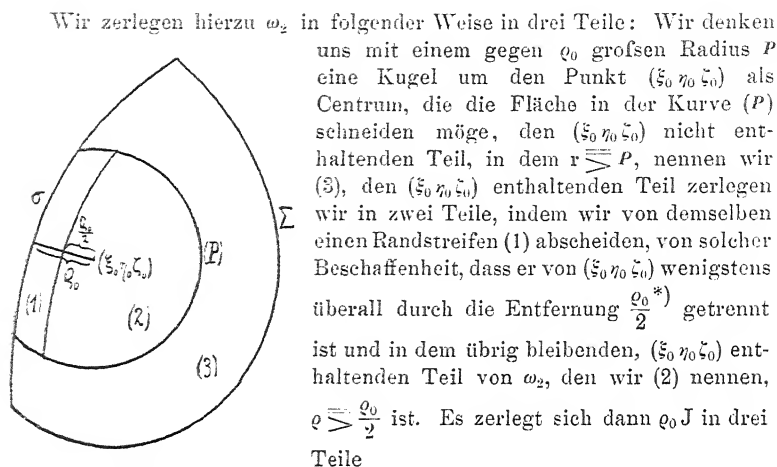 Wir zerlegen hierzu ω₂ in folgender Weise in drei Teile: Wir denken
uns mit einem gegen ϱ₀ großen Radius P
eine Kugel um den Punkt (ξ₀ η₀ ζ₀) als
Centrum, die die Fläche in der Kurve (P)
schneiden möge, den (ξ₀ η₀ ζ₀) nicht ent-
haltenden Teil, in dem r ⋝ P, nennen wir
(3), den (ξ₀ η₀ ζ₀) enthaltenden Teil zerlegen
wir in zwei Teile, indem wir von demselben
einen Randstreifen (1) abscheiden, von solcher
Beschaffenheit, dass er von (ξ₀ η₀ ζ₀) wenigstens
überall durch die Entfernung ϱ₀/2 *) getrennt
ist und in dem übrig bleibenden, (ξ₀ η₀ ζ₀) ent-
haltenden Teil von ω₂, den wir (2) nennen,
ϱ ⋝ ϱ₀/2 ist. Es zerlegt sich dann ϱ₀ J in drei
Teile
σ
Σ
ϱ₀/2
(ξ₀ η₀ ζ₀)
(P)
ϱ₀
(1)
(2)
(3)